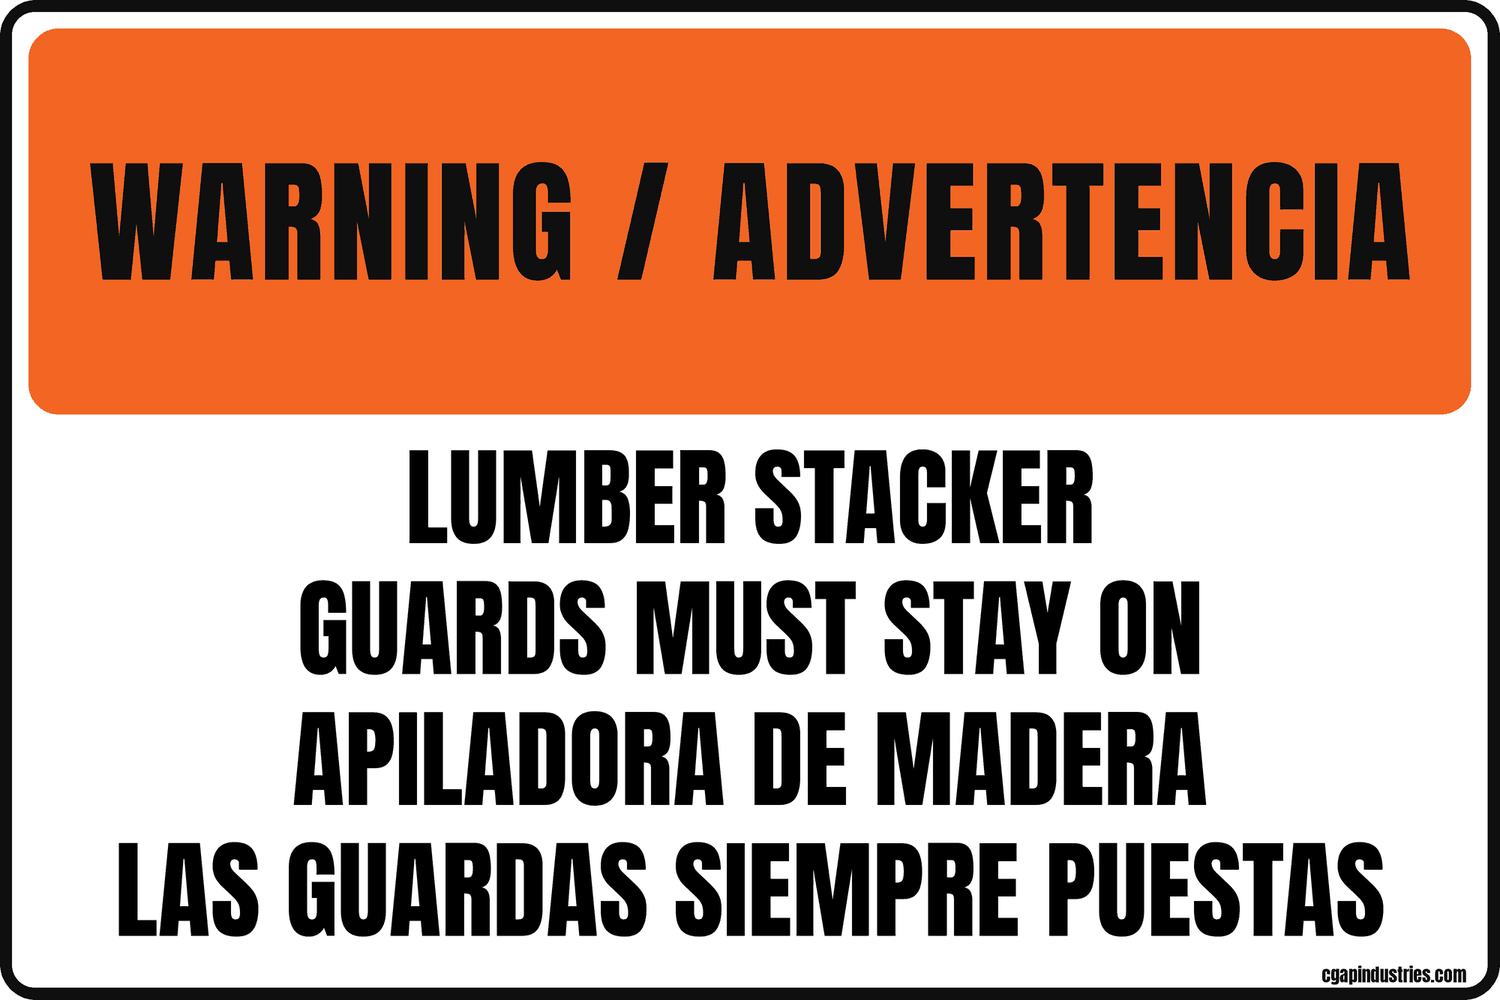 WARNING / ADVERTENCIA
LUMBER STACKER
GUARDS MUST STAY ON
APILADORA DE MADERA
LAS GUARDAS SIEMPRE PUESTAS
cgapindustries.com